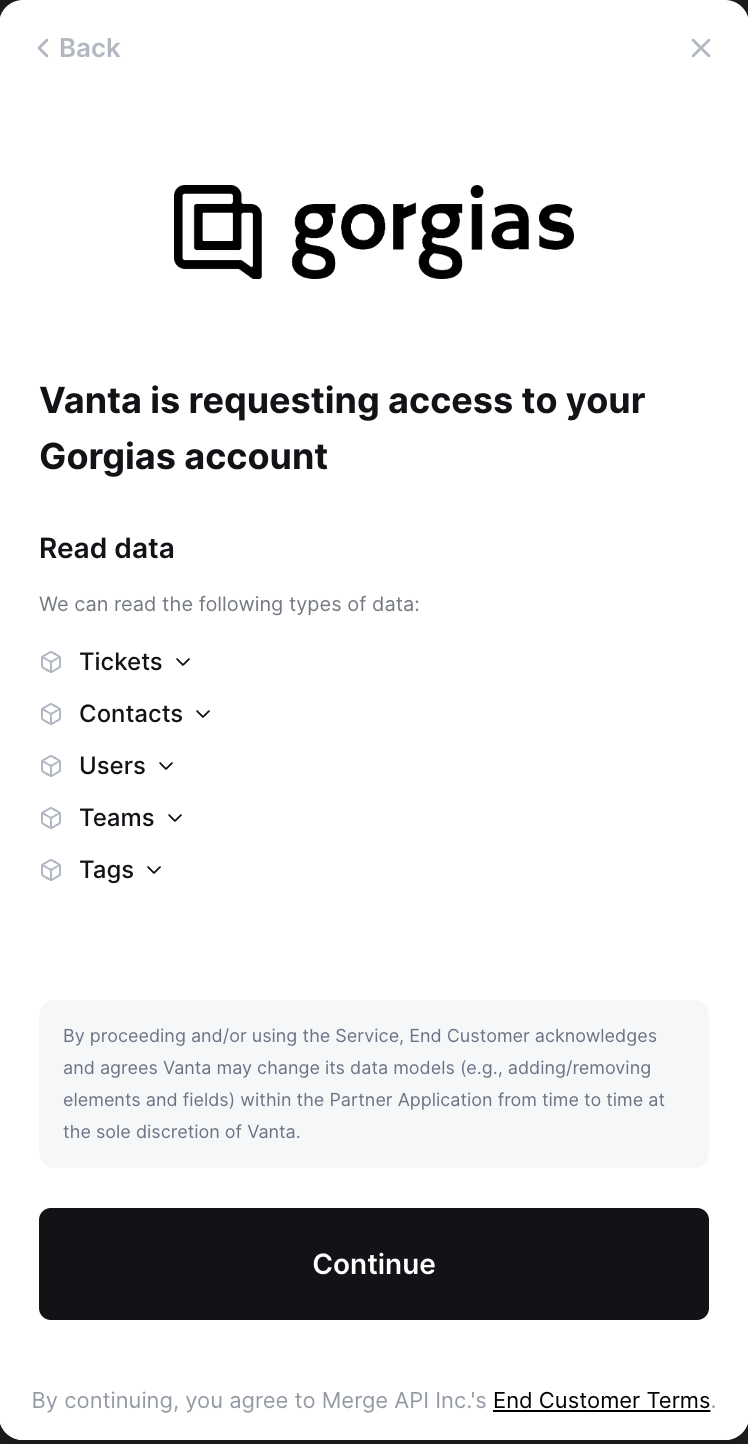 Back
gorgias
Vanta is requesting access to your
Gorgias account
Read data
We can read the following types of data:
Tickets
Contacts
Users
Teams
Tags
By proceeding and/or using the Service, End Customer acknowledges
and agrees Vanta may change its data models (e.g., adding/removing
elements and fields) within the Partner Application from time to time at
the sole discretion of Vanta.
Continue
By continuing, you agree to Merge API Inc.'s End Customer Terms.